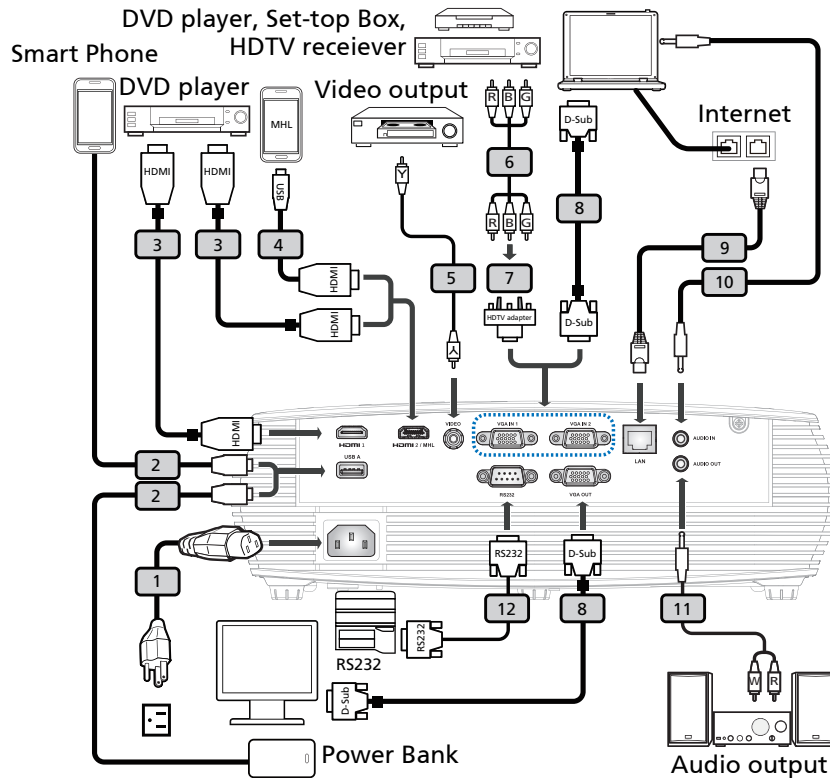 DVD player, Set-top Box,
HDTV receiever
Smart Phone
DVD player
Video output
Internet
MHL
HDMI
HDMI
USB
Y
R B G
D-Sub
6
8
R B G
3
3
4
5
7
9
10
HDMI
HDMI
HDTV adapter
D-Sub
Y
HDMI
HDMI 1
HDMI 2 / MHL
VIDEO
VGA IN 1
VGA IN 2
LAN
AUDIO IN
AUDIO OUT
USB A
RS232
VGA OUT
2
2
1
RS232
D-Sub
12
8
11
RS232
RS232
D-Sub
W R
Power Bank
Audio output